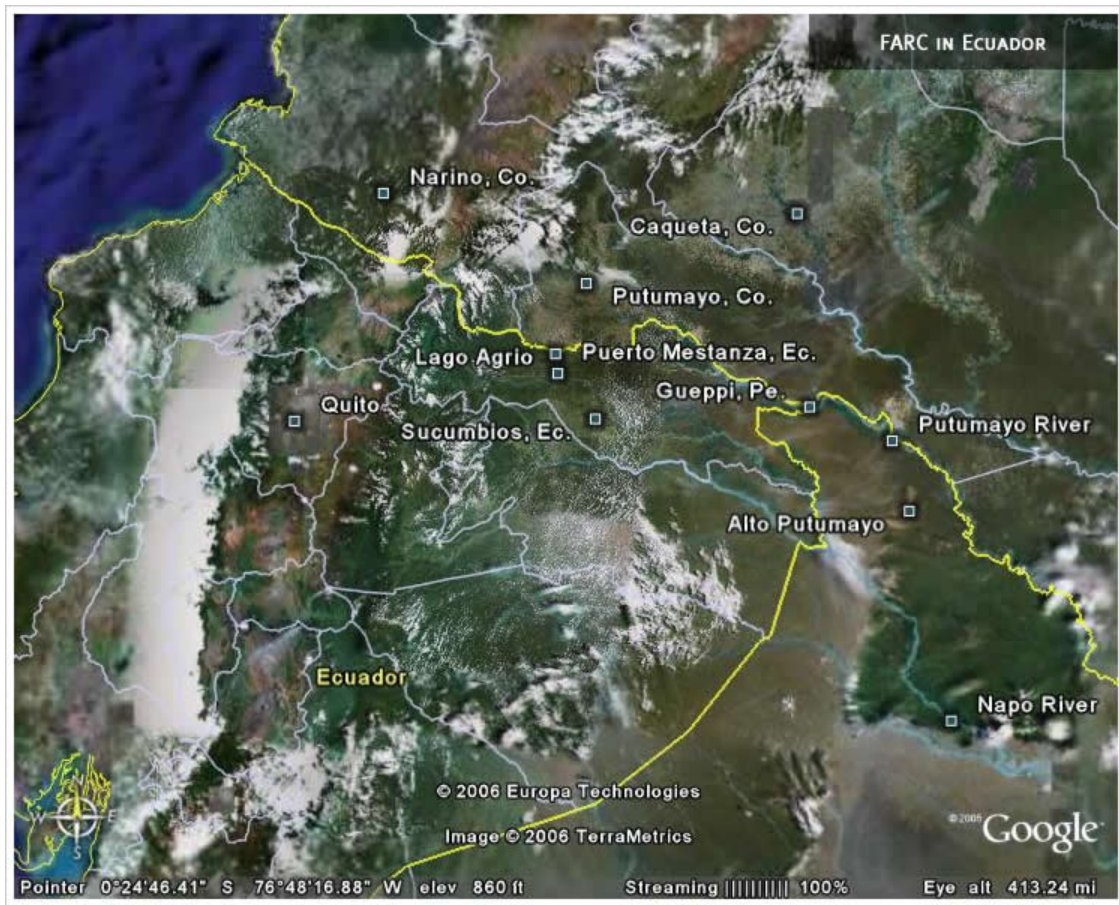 FARC IN ECUADOR
Narino, Co.
Caqueta, Co.
Putumayo, Co.
Lago Agrio
Puerto Mestanza, Ec.
Gueppi, Pe.
Quito
Sucumbios, Ec.
Putumayo River
Alto Putumayo
Ecuador
Napo River
© 2006 Europa Technologies
Image © 2006 TerraMetrics
© 2005 Google
N
W E
S
Pointer 0°24'46.41" S 76°48'16.88" W elev 860 ft Streaming |||||||||| 100% Eye alt 413.24 mi